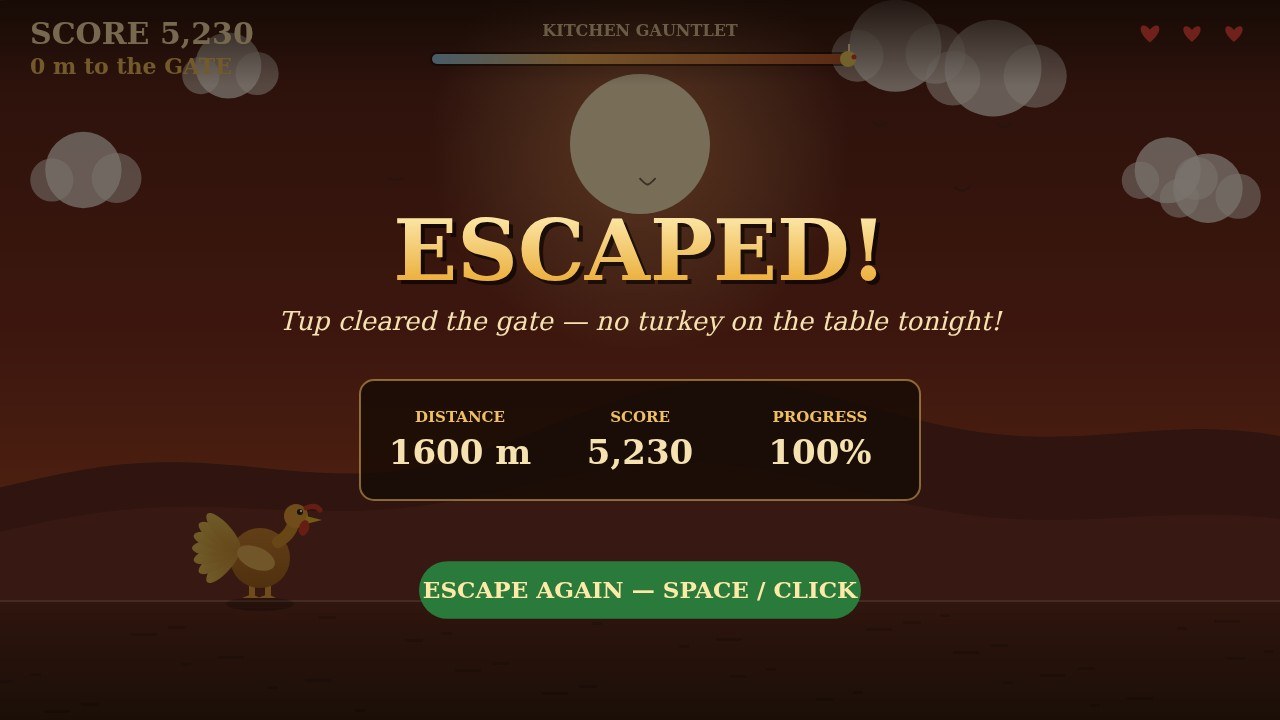 SCORE 5,230
0 m to the GATE
KITCHEN GAUNTLET
ESCAPED!
Tup cleared the gate — no turkey on the table tonight!
DISTANCE SCORE PROGRESS
1600 m 5,230 100%
ESCAPE AGAIN — SPACE / CLICK